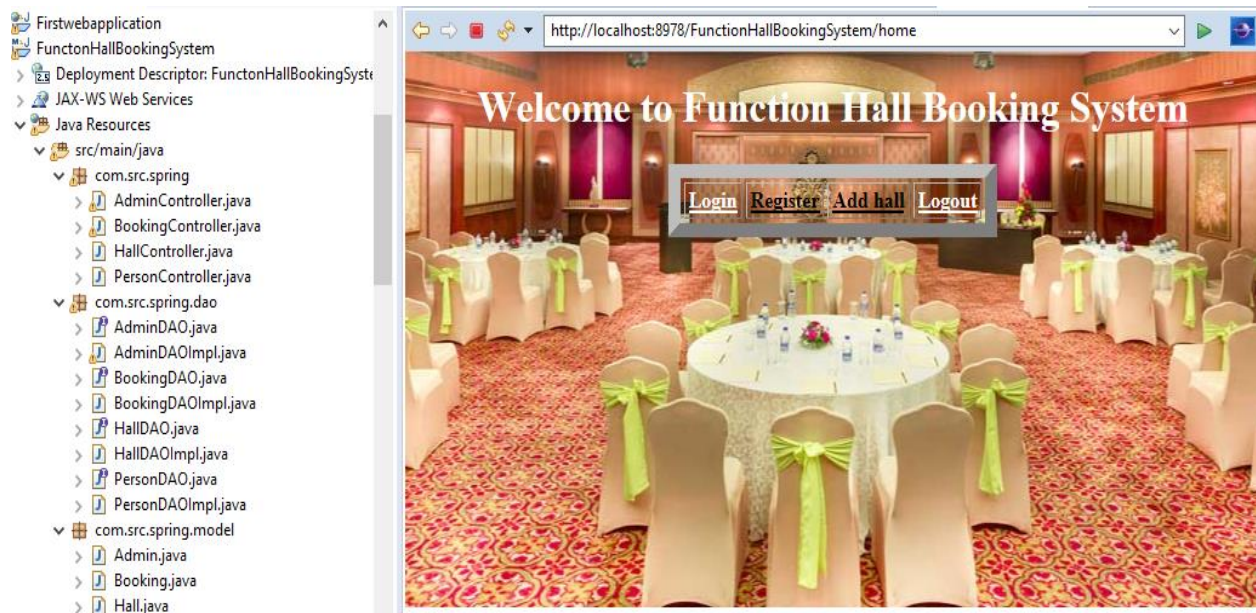 Firstwebapplication
FunctonHallBookingSystem
Deployment Descriptor: FunctonHallBookingSyste
JAX-WS Web Services
Java Resources
src/main/java
com.src.spring
AdminController.java
BookingController.java
HallController.java
PersonController.java
com.src.spring.dao
AdminDAO.java
AdminDAOImpl.java
BookingDAO.java
BookingDAOImpl.java
HallDAO.java
HallDAOImpl.java
PersonDAO.java
PersonDAOImpl.java
com.src.spring.model
Admin.java
Booking.java
Hall.java
http://localhost:8978/FunctionHallBookingSystem/home
Welcome to Function Hall Booking System
Login Register Add hall Logout